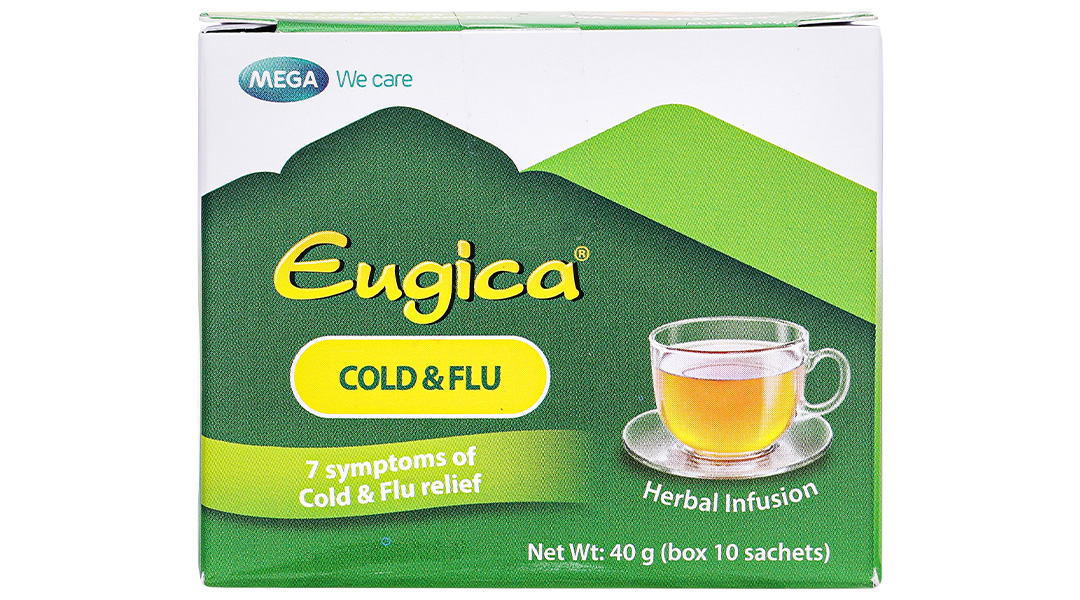 MEGA We care
Eugica®
COLD & FLU
7 symptoms of
Cold & Flu relief
Herbal Infusion
Net Wt: 40 g (box 10 sachets)